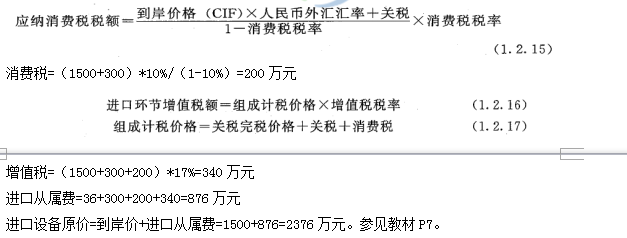 应纳消费税税额=到岸价格（CIF）×人民币外汇汇率+关税/1-消费税税率×消费税税率
（1.2.15）
消费税=（1500+300）*10%/（1-10%）=200 万元
进口环节增值税额=组成计税价格×增值税税率 （1.2.16）
组成计税价格=关税完税价格+关税+消费税 （1.2.17）
增值税=（1500+300+200）*17%=340 万元
进口从属费=36+300+200+340=876 万元
进口设备原价=到岸价+进口从属费=1500+876=2376 万元。参见教材 P7。